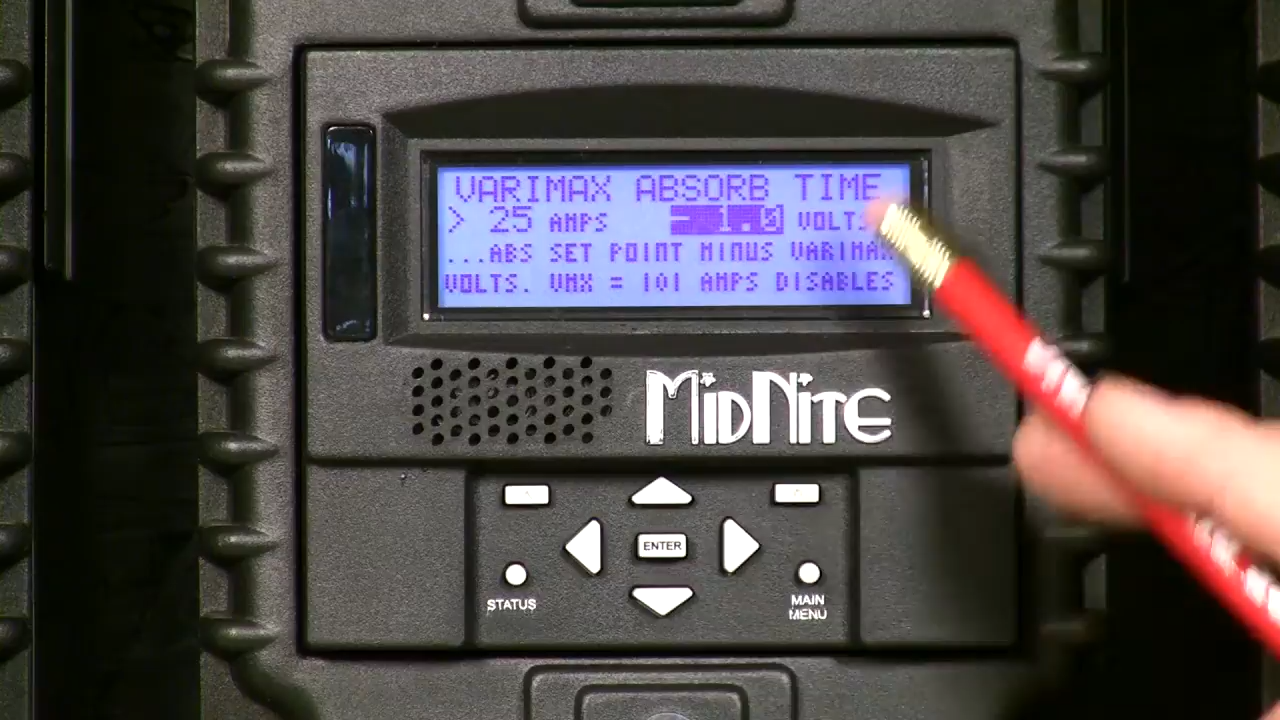 VARIMAX ABSORB TIME
> 25 AMPS - 1.0 VOLTS
...ABS SET POINT MINUS VARIMAX
VOLTS. VMX = 101 AMPS DISABLES
MIDNITE
ENTER
STATUS
MAIN
MENU